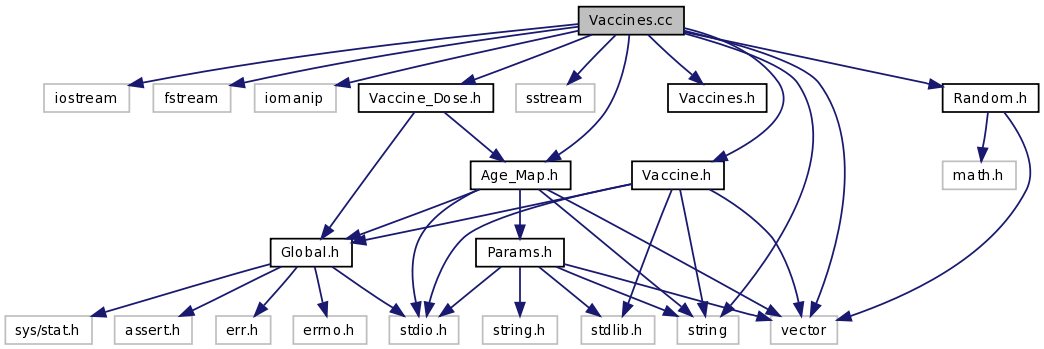 Vaccines.cc
iostream
fstream
iomanip
Vaccine_Dose.h
sstream
Vaccines.h
Random.h
Age_Map.h
Vaccine.h
math.h
Global.h
Params.h
sys/stat.h
assert.h
err.h
errno.h
stdio.h
string.h
stdlib.h
string
vector